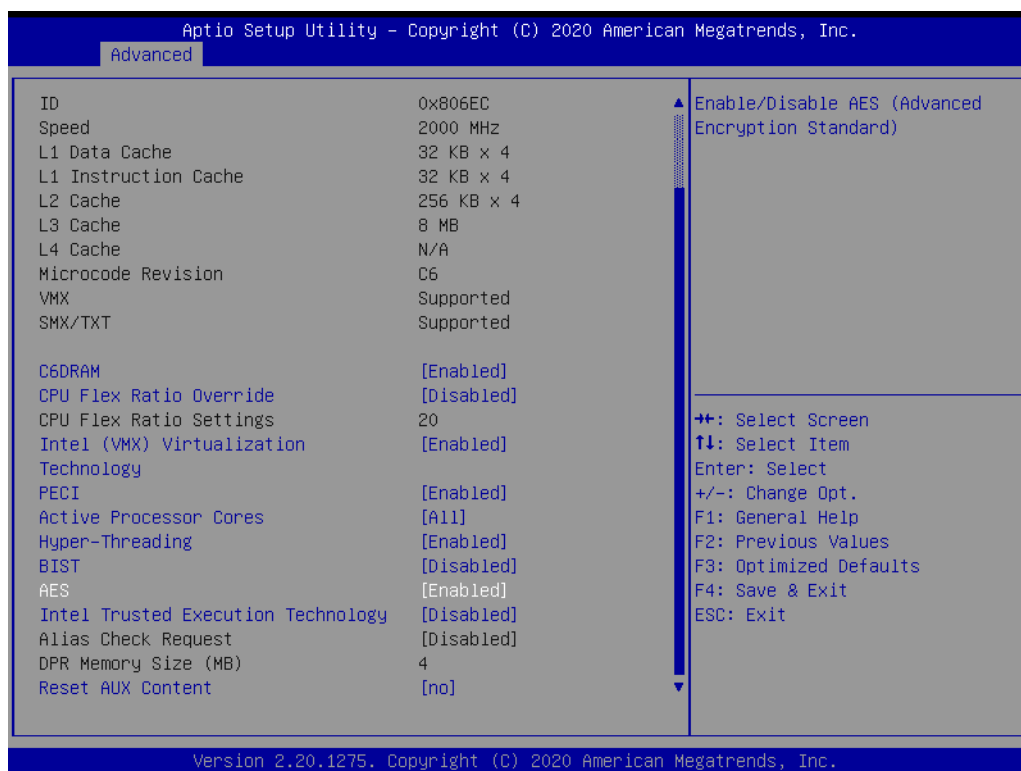 Aptio Setup Utility – Copyright (C) 2020 American Megatrends, Inc.
Advanced
ID 0x806EC
Speed 2000 MHz
L1 Data Cache 32 KB x 4
L1 Instruction Cache 32 KB x 4
L2 Cache 256 KB x 4
L3 Cache 8 MB
L4 Cache N/A
Microcode Revision C6
VMX Supported
SMX/TXT Supported
C6DRAM [Enabled]
CPU Flex Ratio Override [Disabled]
CPU Flex Ratio Settings 20
Intel (VMX) Virtualization [Enabled]
Technology
PECI [Enabled]
Active Processor Cores [All]
Hyper-Threading [Enabled]
BIST [Disabled]
AES [Enabled]
Intel Trusted Execution Technology [Disabled]
Alias Check Request [Disabled]
DPR Memory Size (MB) 4
Reset AUX Content [no]
Enable/Disable AES (Advanced
Encryption Standard)
→←: Select Screen
↑↓: Select Item
Enter: Select
+/-: Change Opt.
F1: General Help
F2: Previous Values
F3: Optimized Defaults
F4: Save & Exit
ESC: Exit
Version 2.20.1275. Copyright (C) 2020 American Megatrends, Inc.